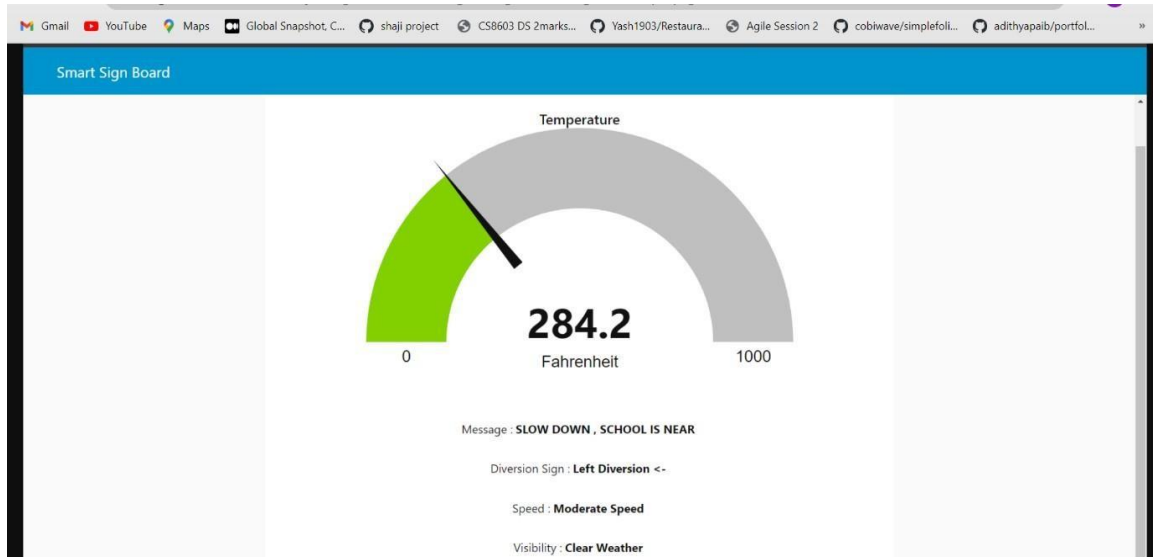 Gmail YouTube Maps Global Snapshot, C... shaji project CS8603 DS 2marks... Yash1903/Restaura... Agile Session 2 cobiwave/simplefoli... adithyapaib/portfol... »
Smart Sign Board
Temperature
284.2
0 Fahrenheit 1000
Message : SLOW DOWN , SCHOOL IS NEAR
Diversion Sign : Left Diversion <-
Speed : Moderate Speed
Visibility : Clear Weather